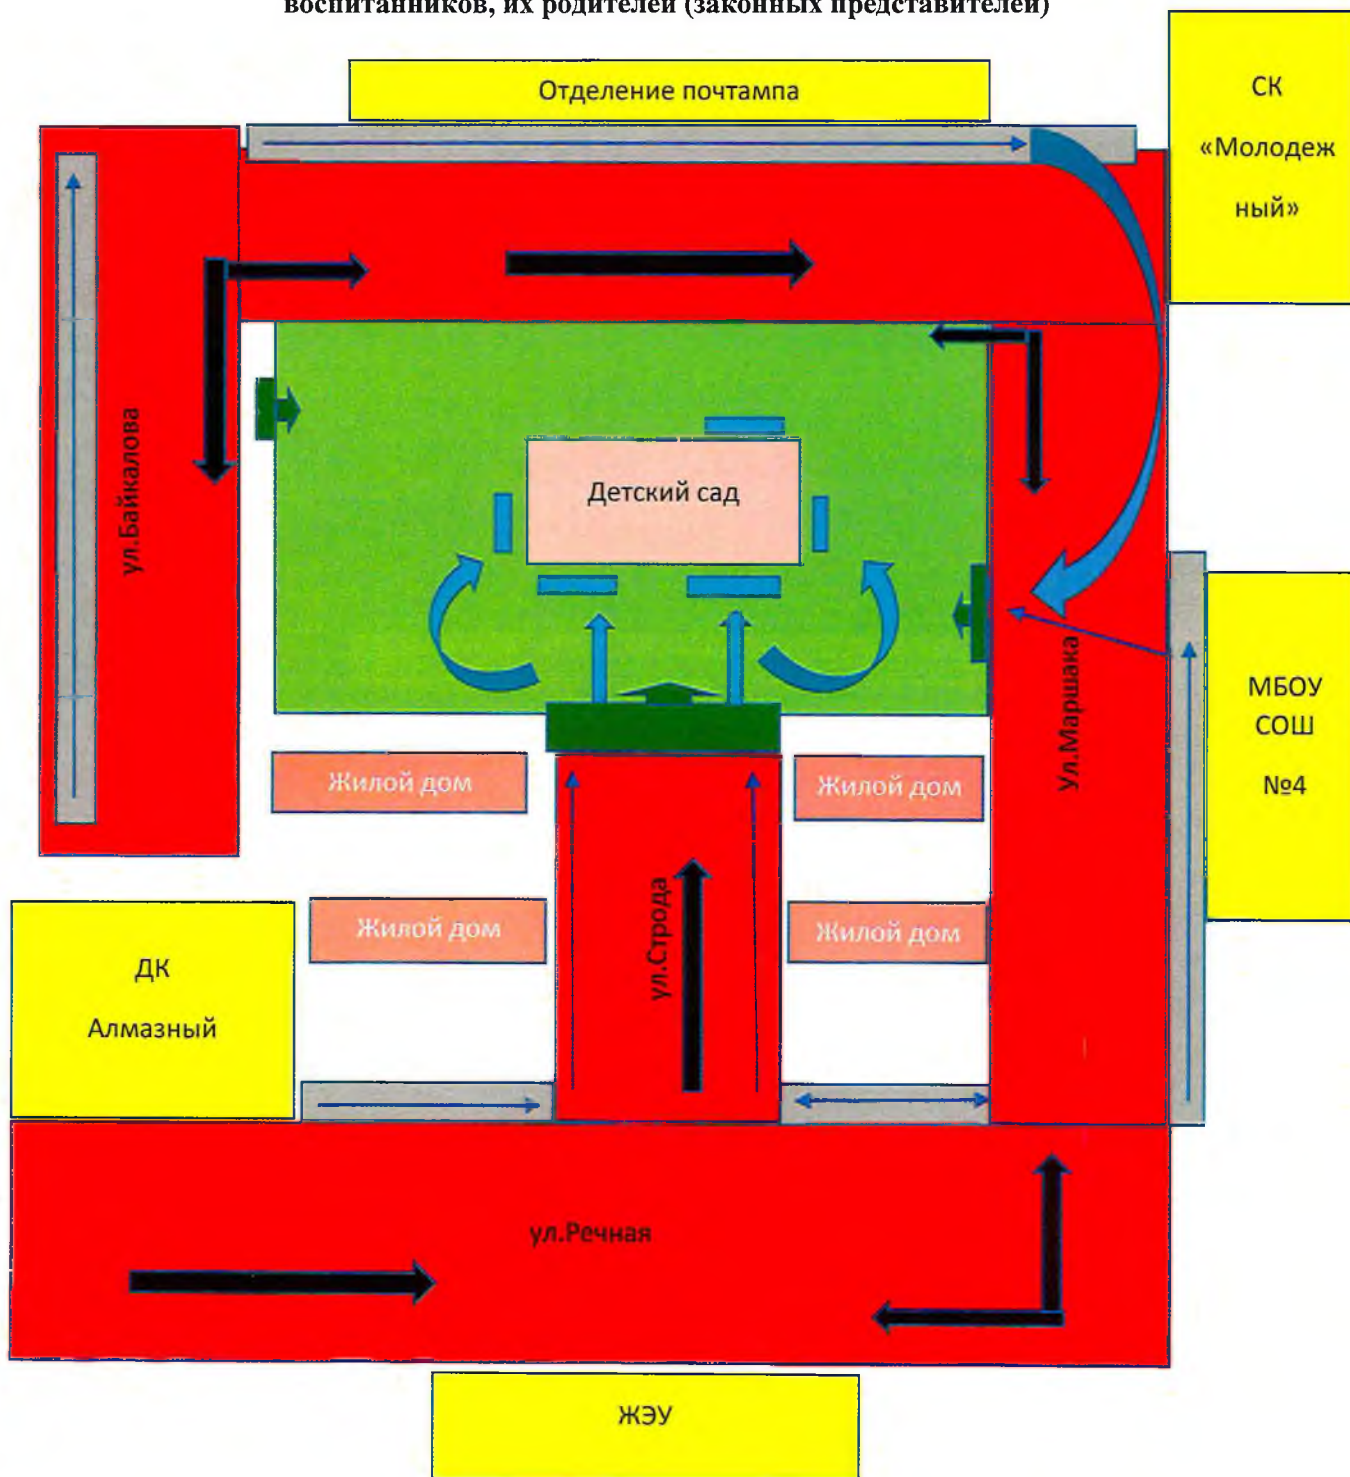 воспитанников, их родителей (законных представителей)
Отделение почтампа
СК
«Молодеж
ный»
ул.Байкалова
Детский сад
Ул.Маршака
МБОУ
СОШ
№4
Жилой дом
Жилой дом
ул.Строда
Жилой дом
Жилой дом
ДК
Алмазный
ул.Речная
ЖЭУ